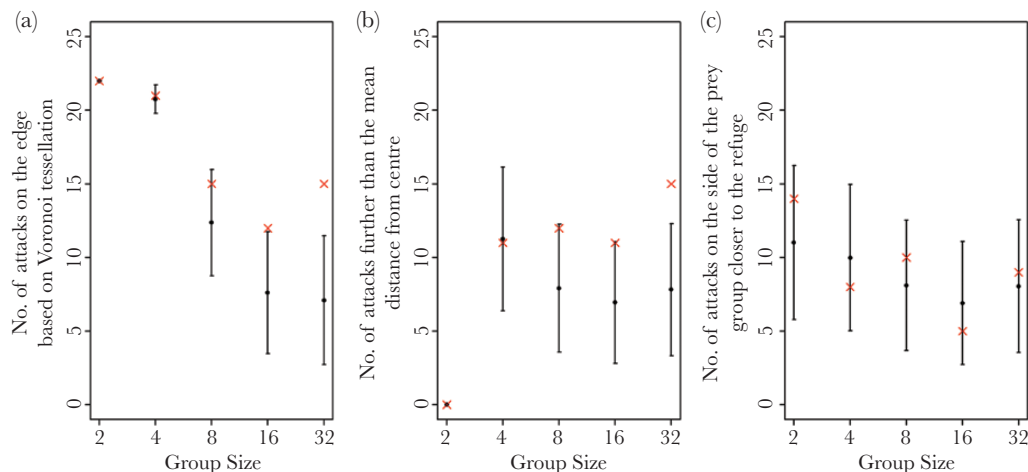 (a)
No. of attacks on the edge
based on Voronoi tessellation
25
20
15
10
5
0
2 4 8 16 32
Group Size
(b)
No. of attacks further than the mean
distance from centre
25
20
15
10
5
0
2 4 8 16 32
Group Size
(c)
No. of attacks on the side of the prey
group closer to the refuge
25
20
15
10
5
0
2 4 8 16 32
Group Size